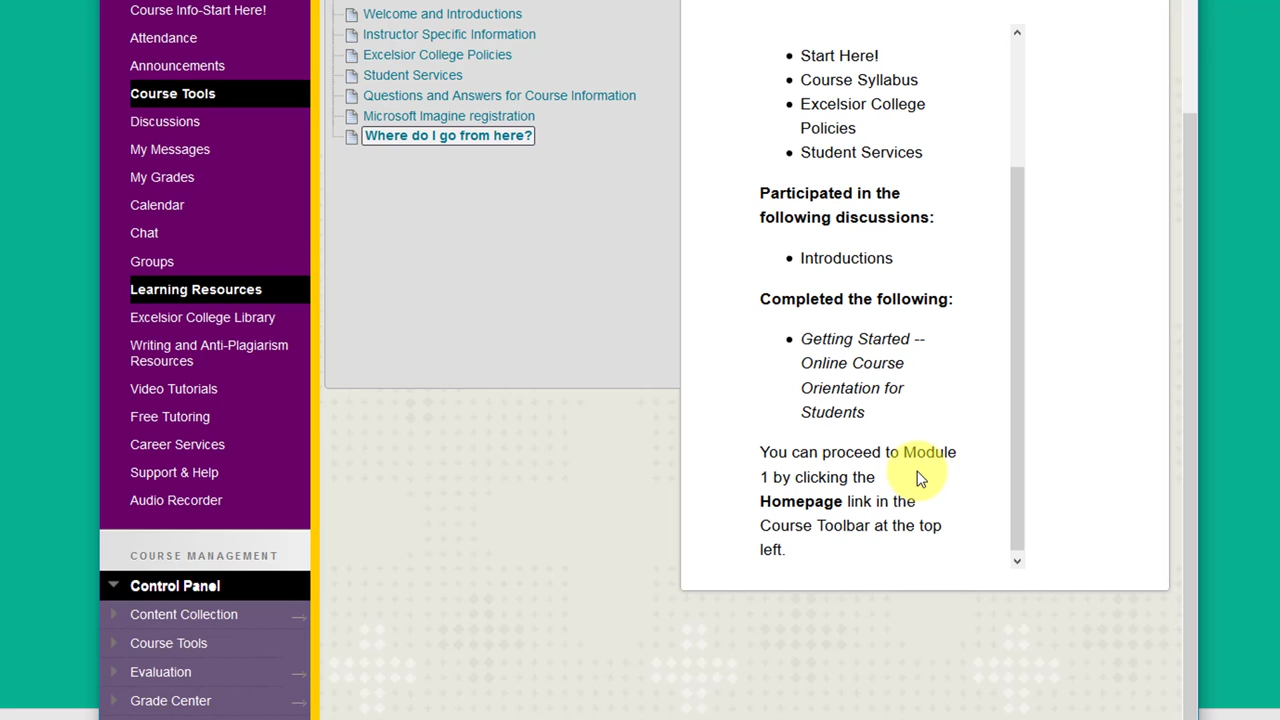 Course Info-Start Here!
Attendance
Announcements
Course Tools
Discussions
My Messages
My Grades
Calendar
Chat
Groups
Learning Resources
Excelsior College Library
Writing and Anti-Plagiarism
Resources
Video Tutorials
Free Tutoring
Career Services
Support & Help
Audio Recorder
COURSE MANAGEMENT
Control Panel
Content Collection
Course Tools
Evaluation
Grade Center
Welcome and Introductions
Instructor Specific Information
Excelsior College Policies
Student Services
Questions and Answers for Course Information
Microsoft Imagine registration
Where do I go from here?
Start Here!
Course Syllabus
Excelsior College
Policies
Student Services
Participated in the
following discussions:
Introductions
Completed the following:
Getting Started --
Online Course
Orientation for
Students
You can proceed to Module
1 by clicking the
Homepage link in the
Course Toolbar at the top
left.